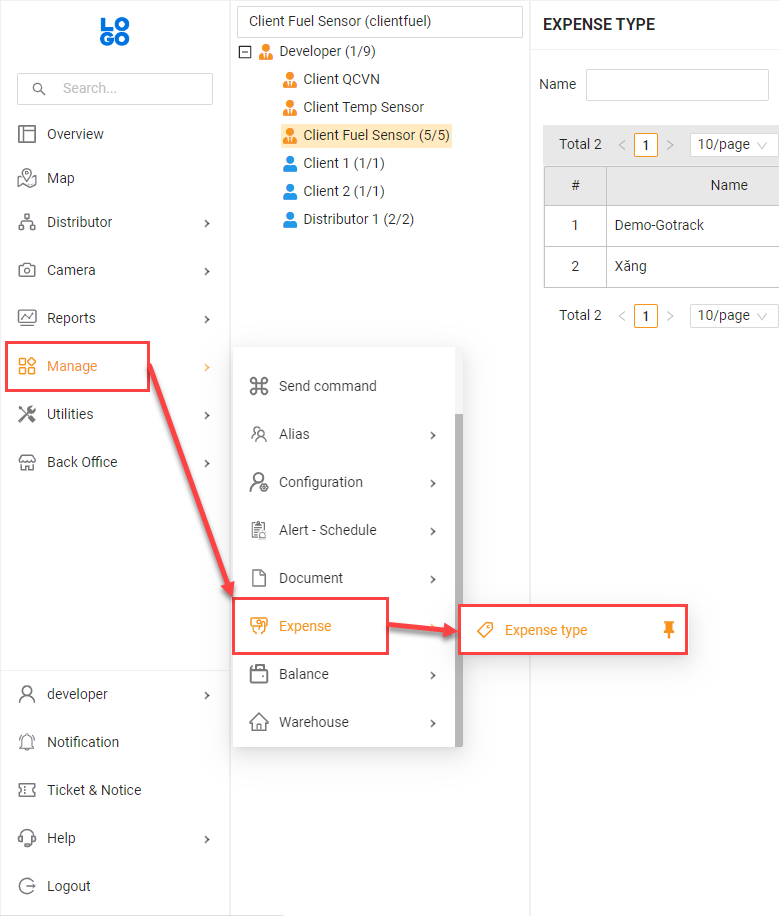 LOGO
Search...
Overview
Map
Distributor
Camera
Reports
Manage
Utilities
Back Office
developer
Notification
Ticket & Notice
Help
Logout
Client Fuel Sensor (clientfuel)
Developer (1/9)
Client QCVN
Client Temp Sensor
Client Fuel Sensor (5/5)
Client 1 (1/1)
Client 2 (1/1)
Distributor 1 (2/2)
Send command
Alias
Configuration
Alert - Schedule
Document
Expense
Balance
Warehouse
Expense type
EXPENSE TYPE
Name
Total 2 < 1 > 10/page
# Name
1 Demo-Gotrack
2 Xăng
Total 2 < 1 > 10/page